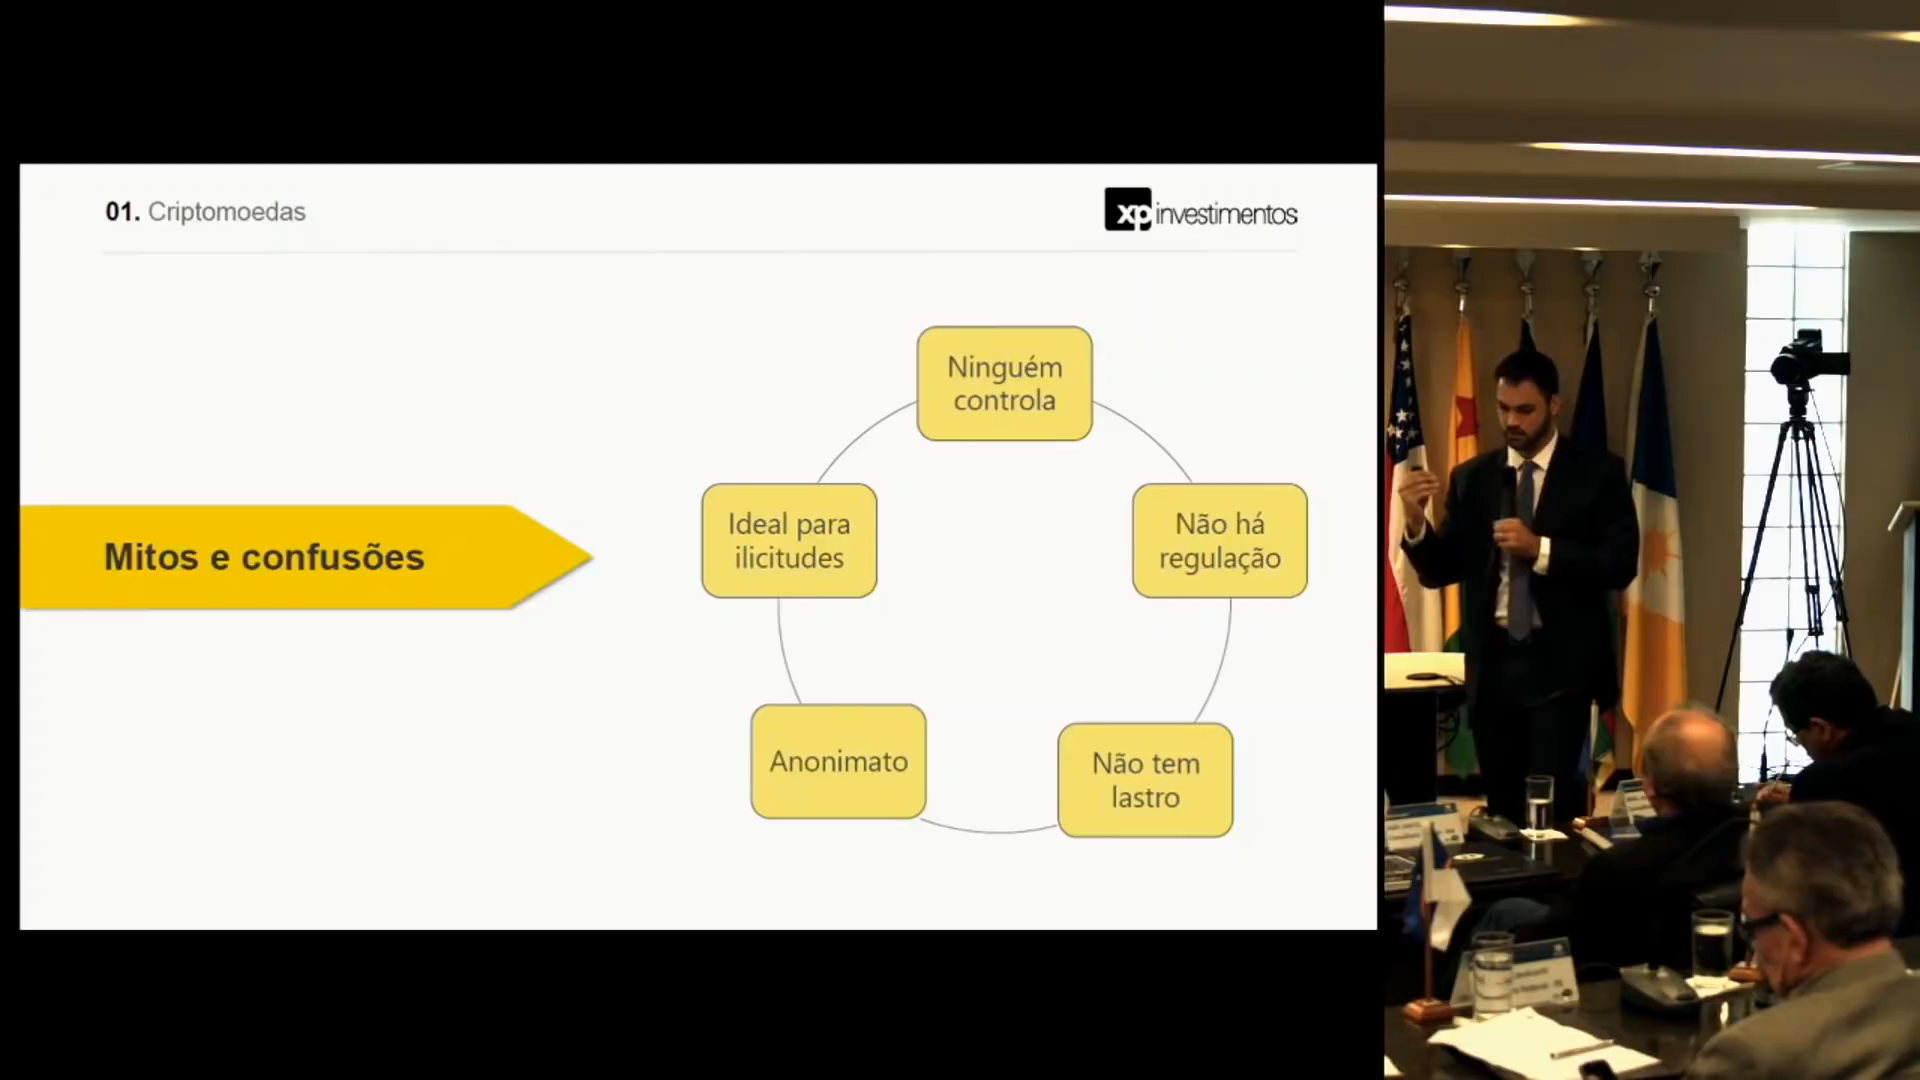 01. Criptomoedas
xp investimentos
Mitos e confusões
Ninguém
controla
Ideal para
ilicitudes
Não há
regulação
Anonimato
Não tem
lastro